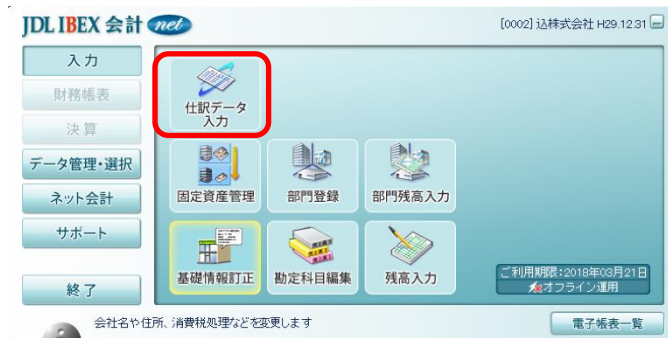 JDL IBEX 会計 net
[0002] 込株式会社 H29.12.31
入力
財務帳表
決算
データ管理・選択
ネット会計
サポート
終了
仕訳データ
入力
固定資産管理
部門登録
部門残高入力
基礎情報訂正
勘定科目編集
残高入力
ご利用期限:2018年03月21日
オフライン運用
会社名や住所、消費税処理などを変更します
電子帳表一覧